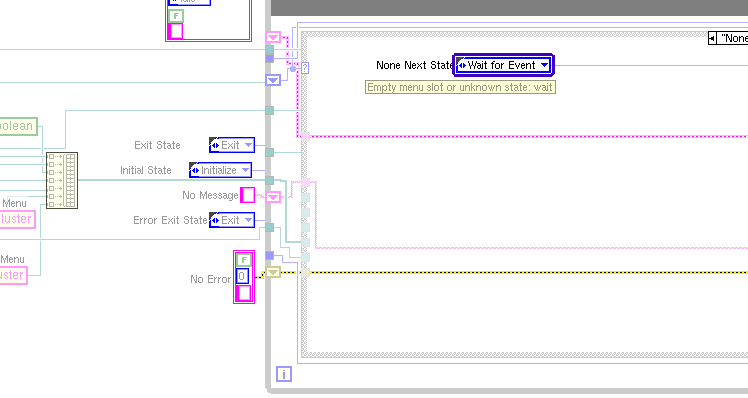 F
"None
None Next State
Wait for Event
?
Empty menu slot or unknown state: wait
oolean
Exit State
Exit
Initial State
Initialize
No Message
Menu
luster
Error Exit State
Exit
Menu
uster
F
No Error
0
i